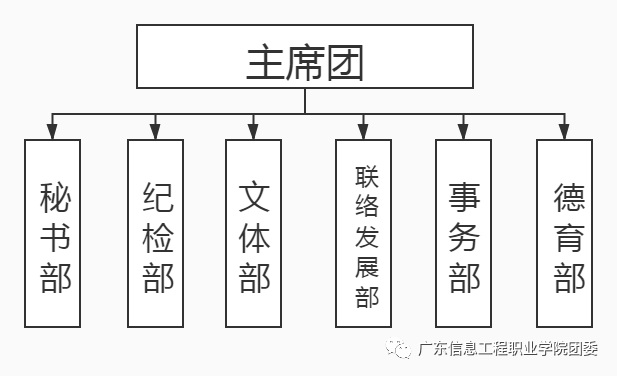 主席团
秘书部
纪检部
文体部
联络发展部
事务部
德育部
广东信息工程职业学院团委